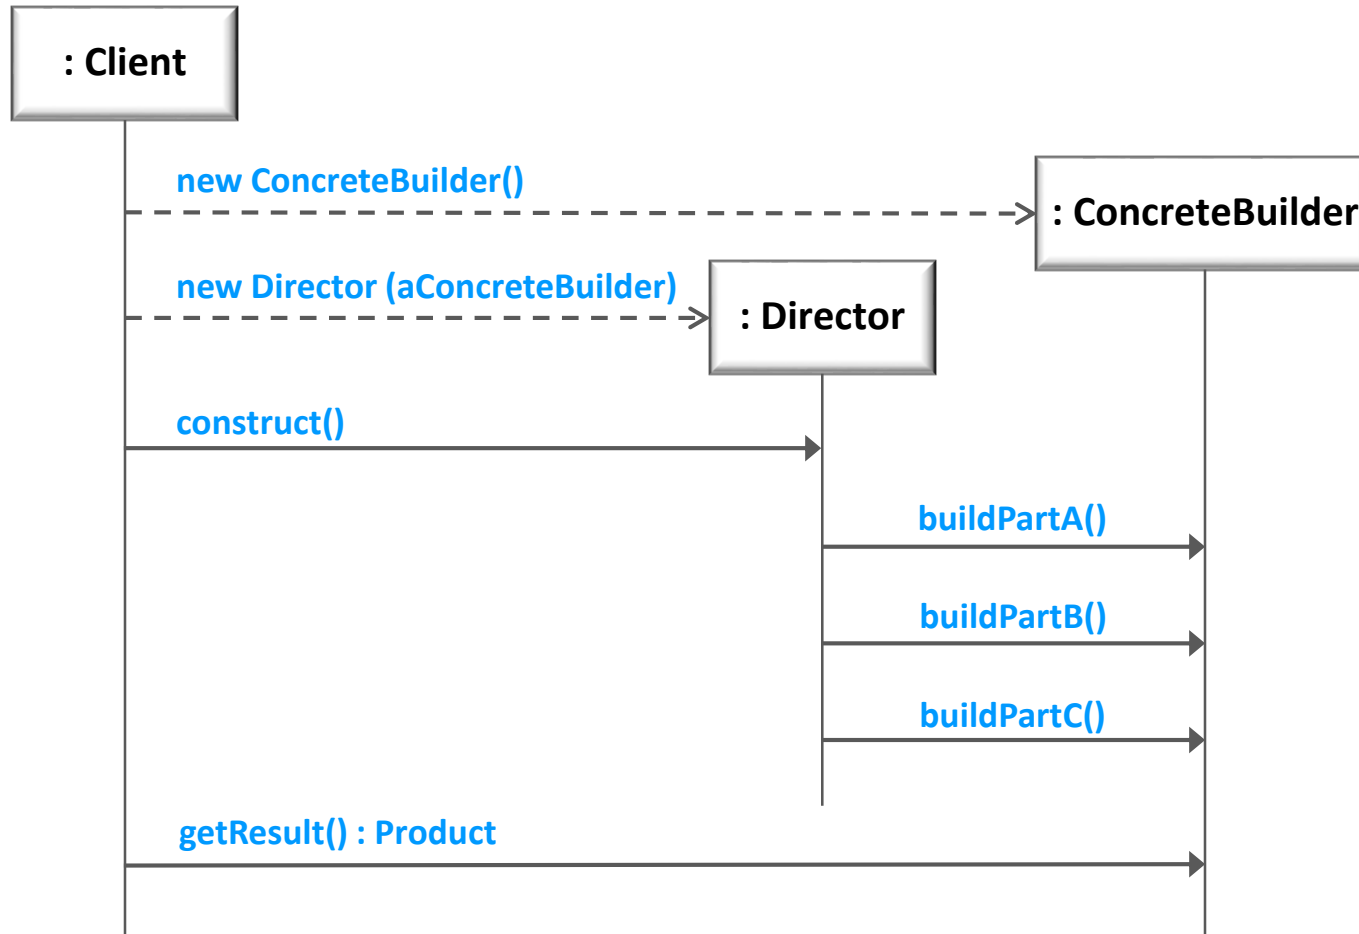 : Client
new ConcreteBuilder()
: ConcreteBuilder
new Director (aConcreteBuilder)
: Director
construct()
buildPartA()
buildPartB()
buildPartC()
getResult() : Product